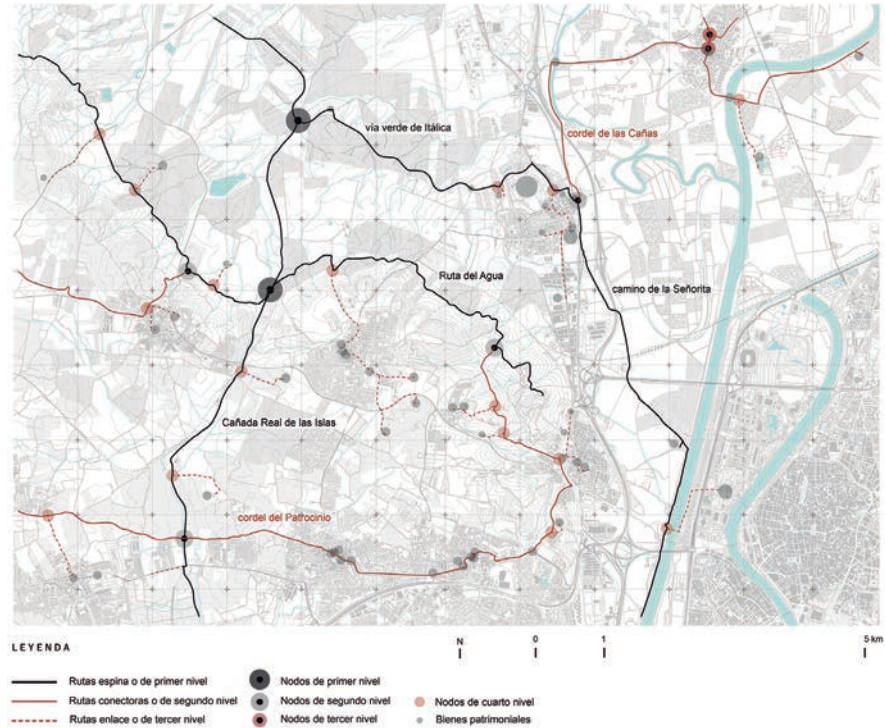 vía verde de Itálica
cordel de las Cañas
Ruta del Agua
camino de la Señorita
Cañada Real de las Islas
cordel del Patrocinio
LEYENDA
N 0 1 5 km
Rutas espina o de primer nivel
Nodos de primer nivel
Rutas conectoras o de segundo nivel
Nodos de segundo nivel
Nodos de cuarto nivel
Rutas enlace o de tercer nivel
Nodos de tercer nivel
Bienes patrimoniales